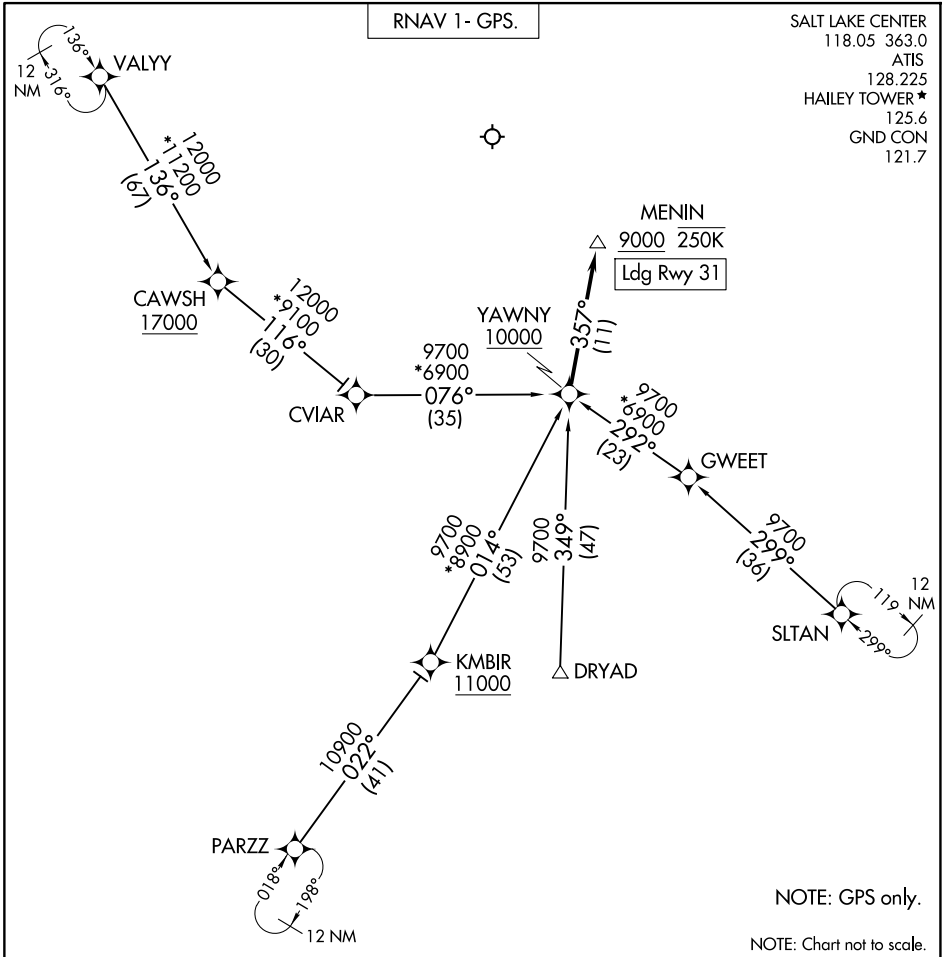 RNAV 1- GPS.
SALT LAKE CENTER
118.05 363.0
ATIS
128.225
HAILEY TOWER★
125.6
GND CON
121.7
136°
316°
12
NM
VALYY
12000
*11200
136°
(67)
CAWSH
17000
12000
*9100
116°
(30)
CVIAR
9700
*6900
076°
(35)
YAWNY
10000
MENIN
9000 250K
Ldg Rwy 31
357°
(11)
9700
*6900
292°
(23)
GWEET
9700
299°
(36)
SLTAN
119
299°
12
NM
9700
*8900
014°
(53)
9700
349°
(47)
KMBIR
11000
DRYAD
10900
022°
(41)
PARZZ
018°
198°
12 NM
NOTE: GPS only.
NOTE: Chart not to scale.